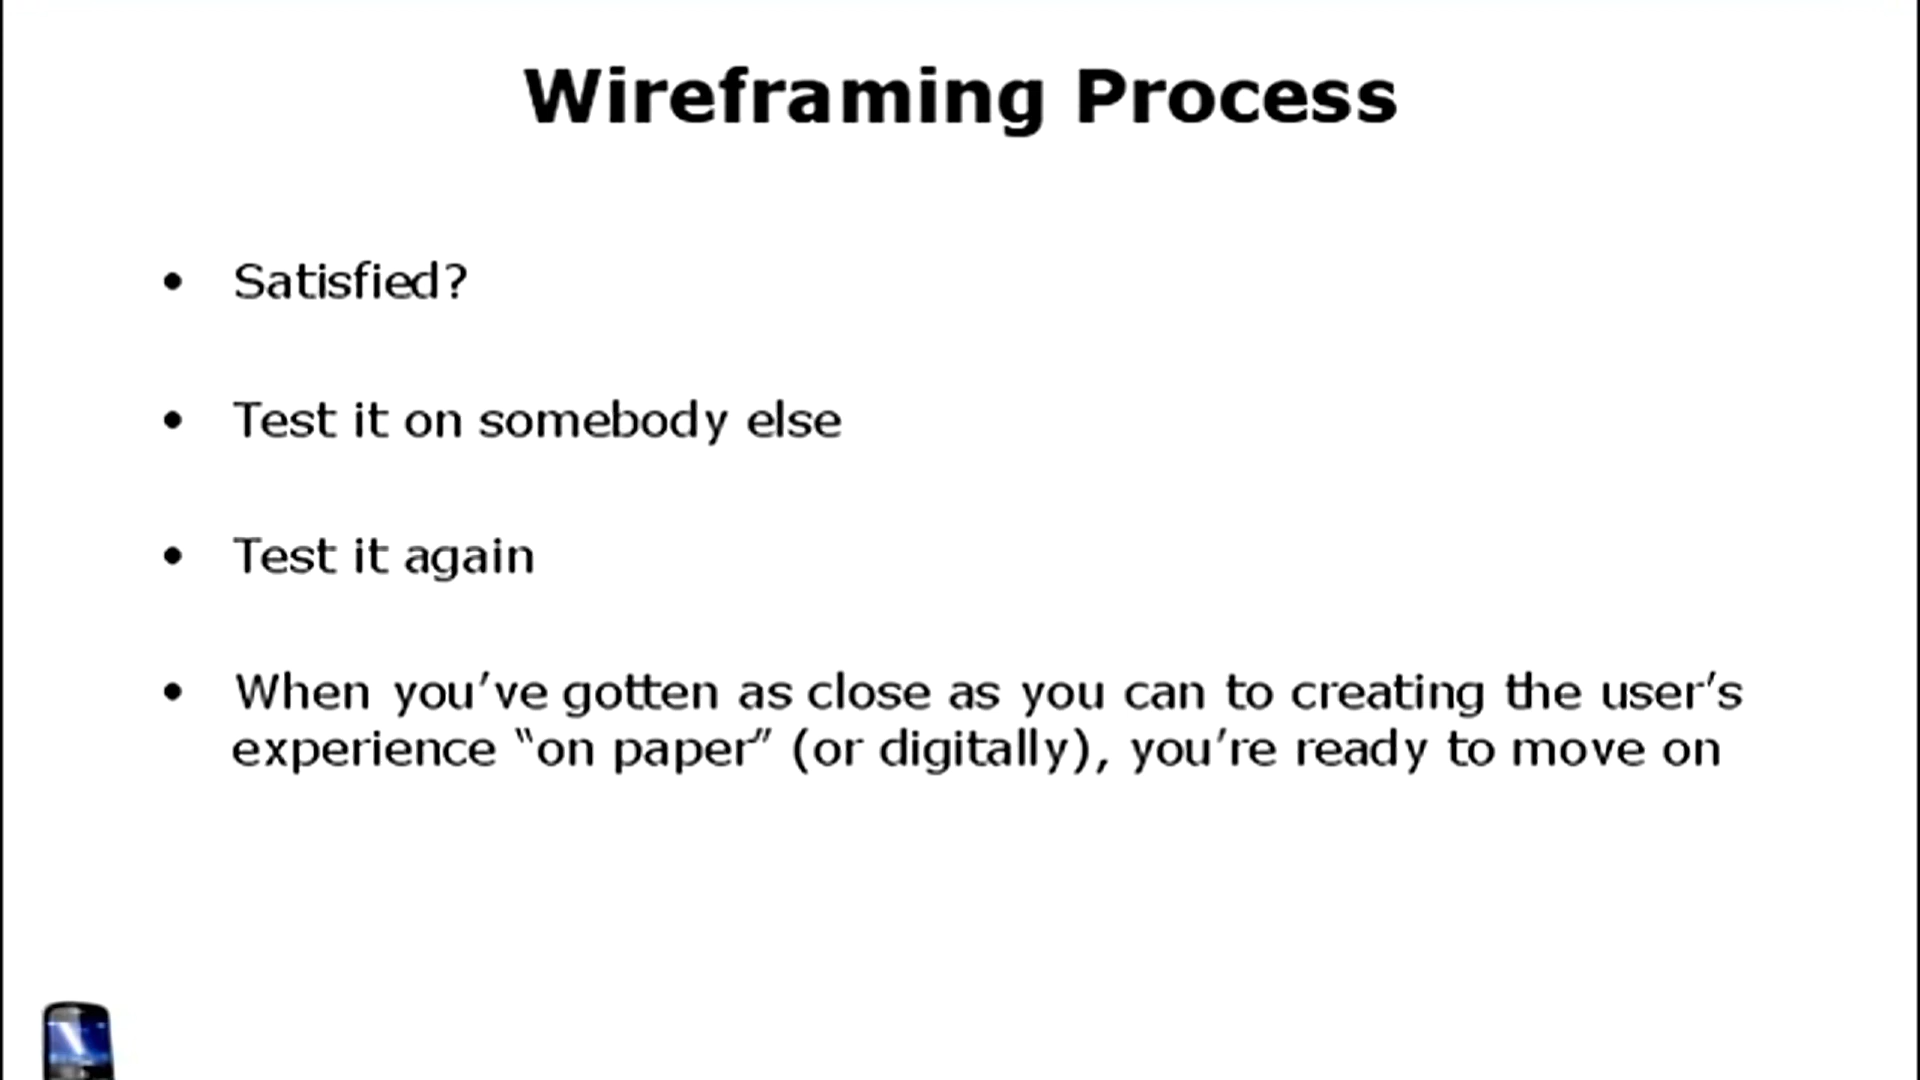 Wireframing Process
• Satisfied?
• Test it on somebody else
• Test it again
• When you’ve gotten as close as you can to creating the user’s
experience “on paper” (or digitally), you’re ready to move on